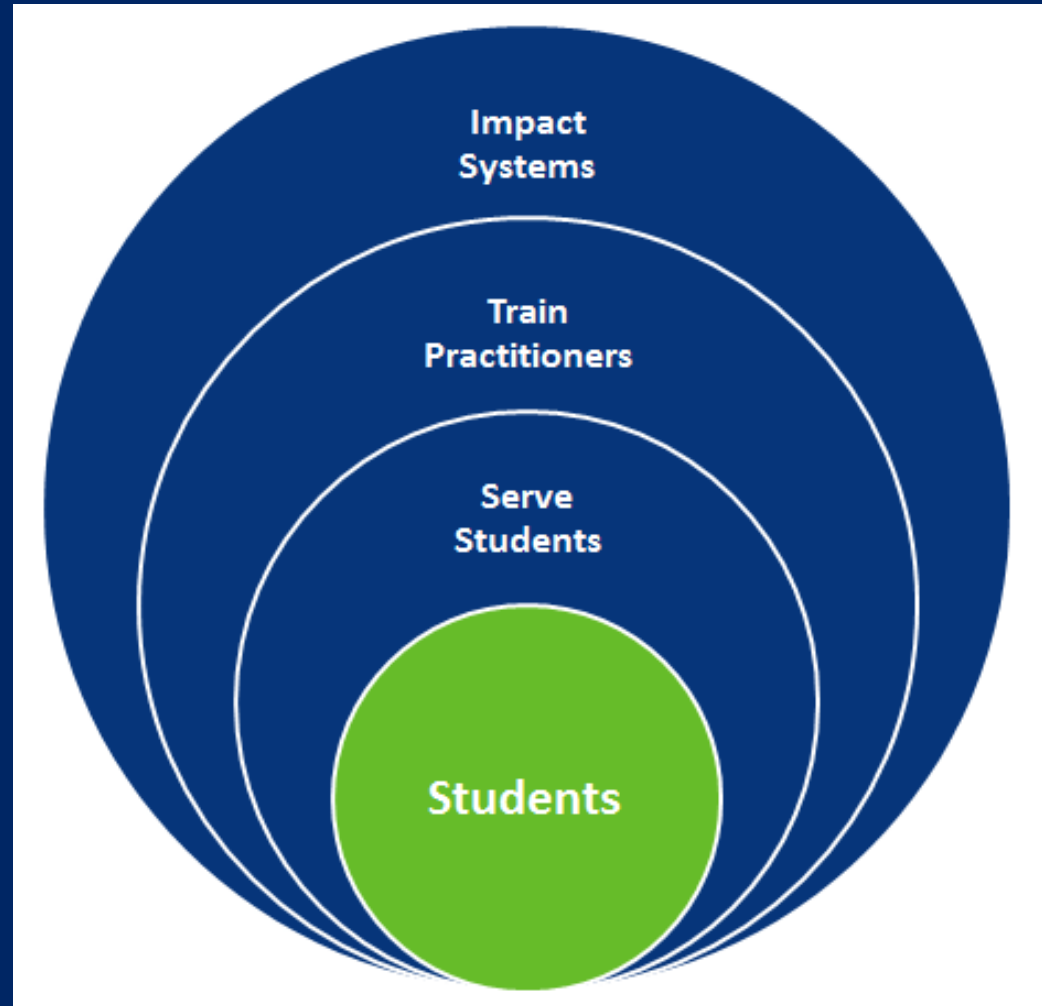 Impact
Systems
Train
Practitioners
Serve
Students
Students